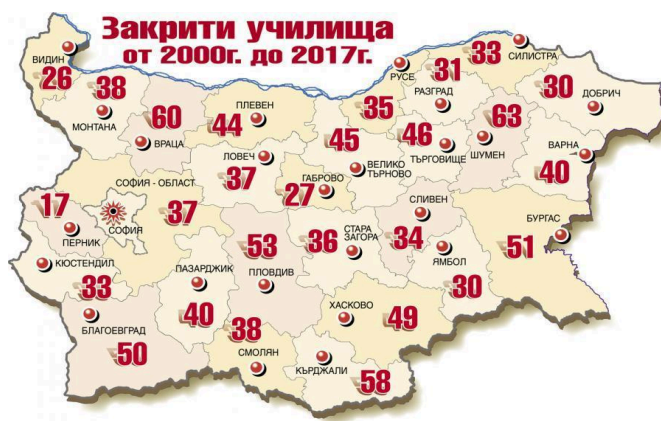 Закрити училища
от 2000г. до 2017г.
ВИДИН
26
38
МОНТАНА
60
ВРАЦА
ПЛЕВЕН
44
ЛОВЕЧ
37
РУСЕ
35
СИЛИСТРА
33
31
РАЗГРАД
30
ДОБРИЧ
63
ШУМЕН
46
ТЪРГОВИЩЕ
45
ВЕЛИКО
ТЪРНОВО
ВАРНА
40
ГАБРОВО
27
СОФИЯ - ОБЛАСТ
37
СОФИЯ
17
ПЕРНИК
КЮСТЕНДИЛ
33
БЛАГОЕВГРАД
50
ПАЗАРДЖИК
40
53
ПЛОВДИВ
36
СТАРА
ЗАГОРА
СЛИВЕН
34
ЯМБОЛ
30
БУРГАС
51
ХАСКОВО
49
38
СМОЛЯН
КЪРДЖАЛИ
58